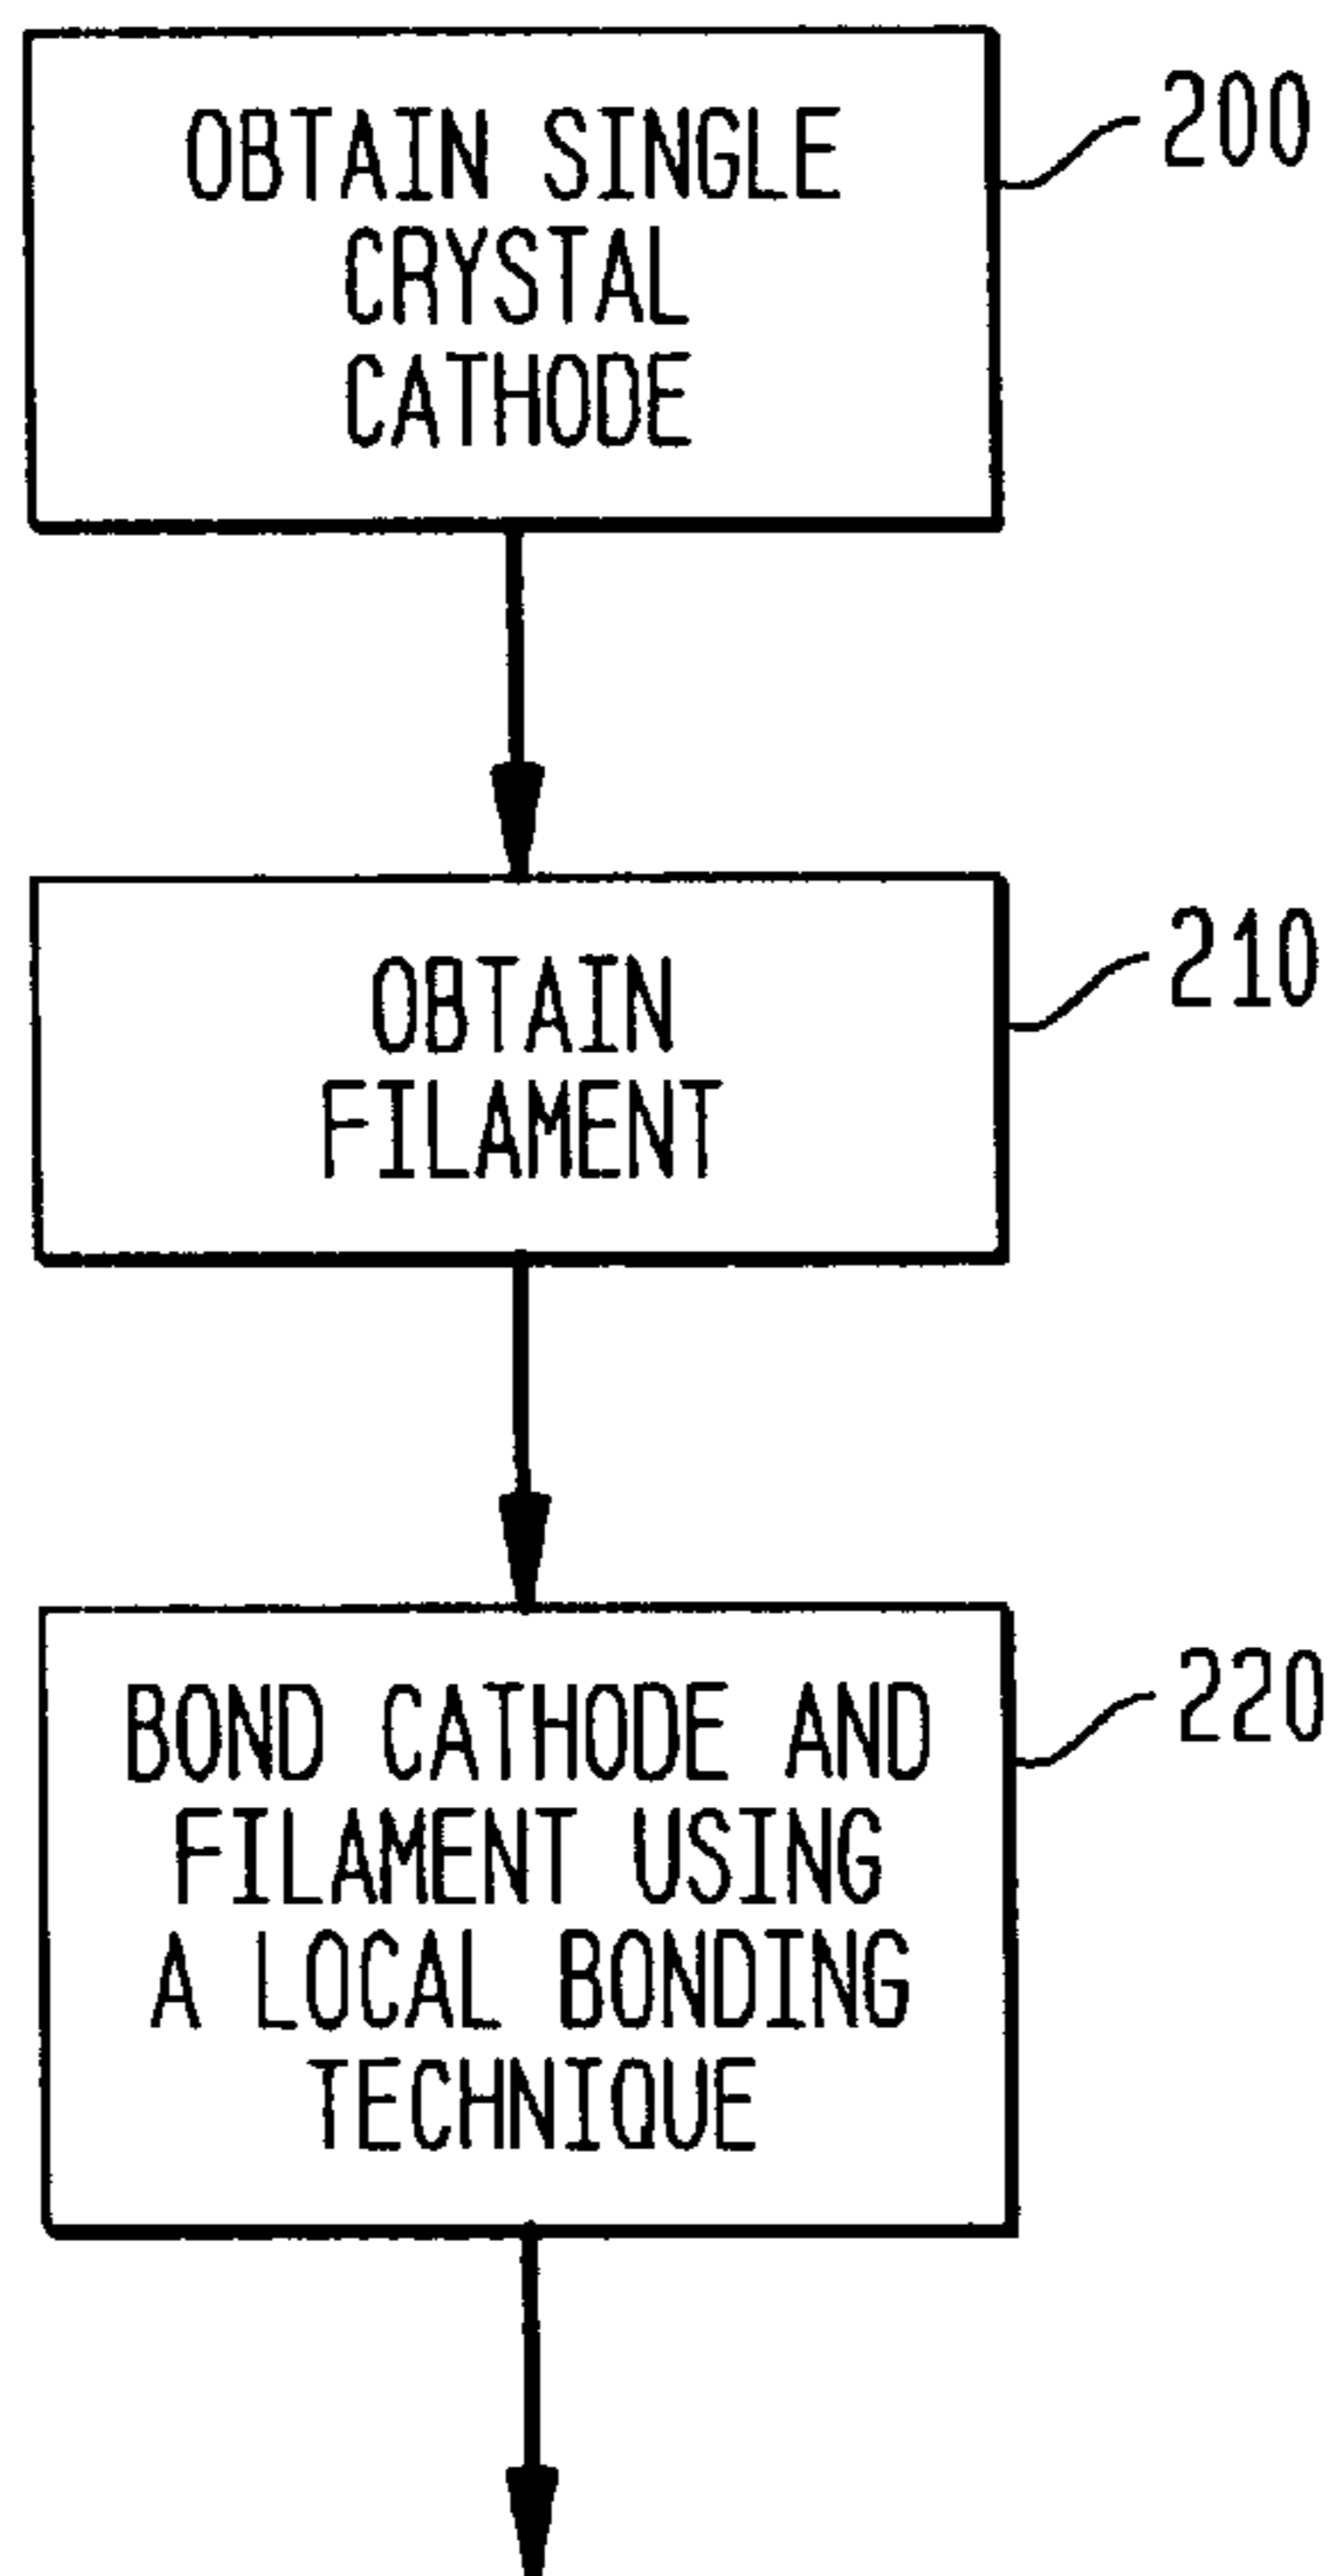 OBTAIN SINGLE
CRYSTAL
CATHODE
200
OBTAIN
FILAMENT
210
BOND CATHODE AND
FILAMENT USING
A LOCAL BONDING
TECHNIQUE
220